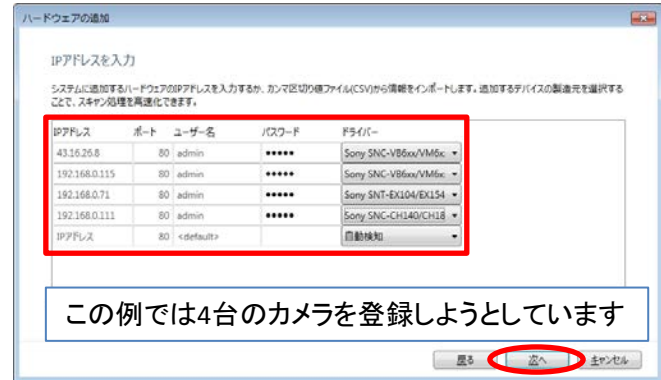 ハードウェアの追加
IPアドレスを入力
システムに追加するハードウェアのIPアドレスを入力するか、カンマ区切り値ファイル(CSV)から情報をインポートします。追加するデバイスの製造元を選択する
ことで、スキャン処理を高速化できます。
IPアドレス ポート ユーザー名 パスワード ドライバー
43.16.26.8 80 admin ●●●●● Sony SNC-VB6xx/VM6x
192.168.0.115 80 admin ●●●●● Sony SNC-VB6xx/VM6x
192.168.0.71 80 admin ●●●●● Sony SNT-EX104/EX154
192.168.0.111 80 admin ●●●●● Sony SNC-CH140/CH18
IPアドレス 80 <default> 自動検知
この例では4台のカメラを登録しようとしています
戻る 次へ キャンセル